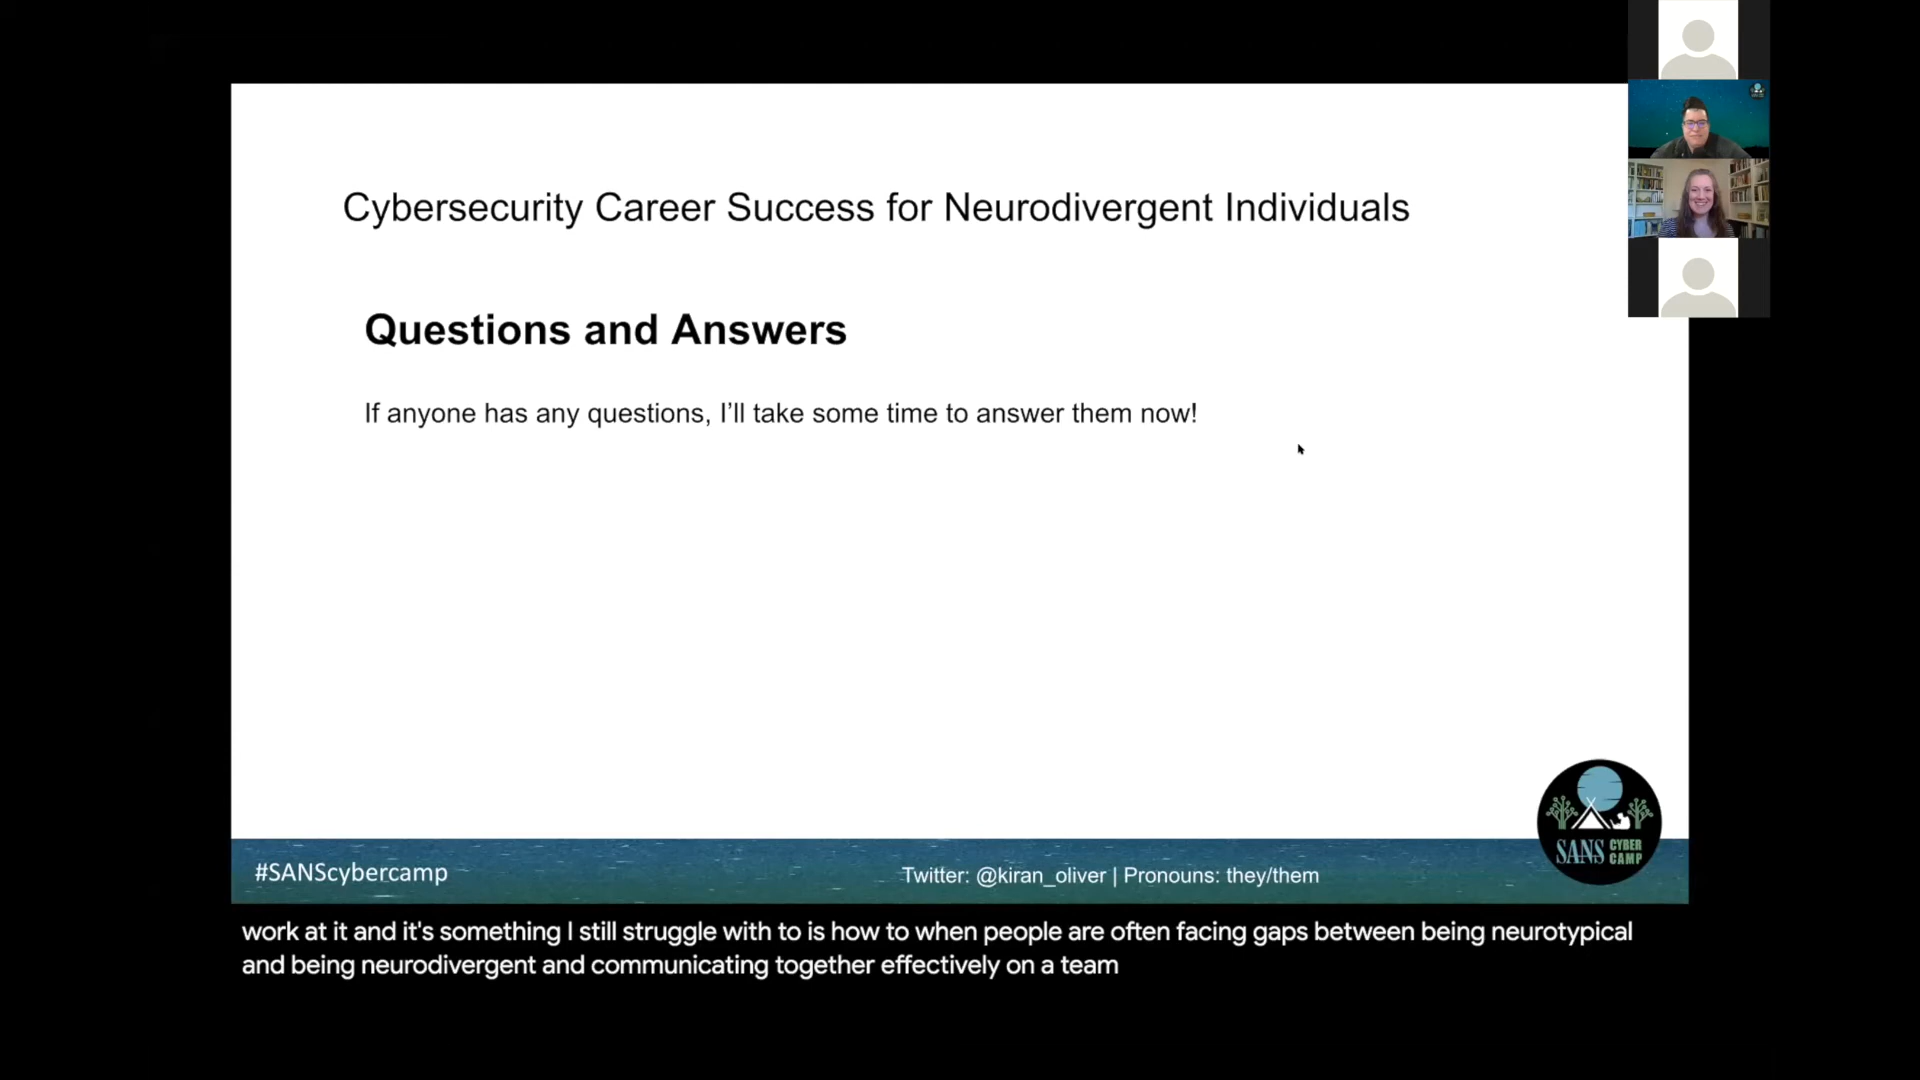 Cybersecurity Career Success for Neurodivergent Individuals
Questions and Answers
If anyone has any questions, I'll take some time to answer them now!
#SANScybercamp
Twitter: @kiran_oliver | Pronouns: they/them
SANS CYBER CAMP
work at it and it's something I still struggle with to is how to when people are often facing gaps between being neurotypical
and being neurodivergent and communicating together effectively on a team